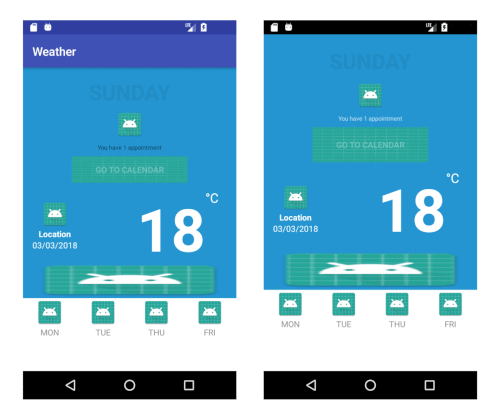 LTE
Weather
SUNDAY
You have 1 appointment
GO TO CALENDAR
°C
18
Location
03/03/2018
MON TUE THU FRI
LTE
SUNDAY
You have 1 appointment
GO TO CALENDAR
°C
18
Location
03/03/2018
MON TUE THU FRI